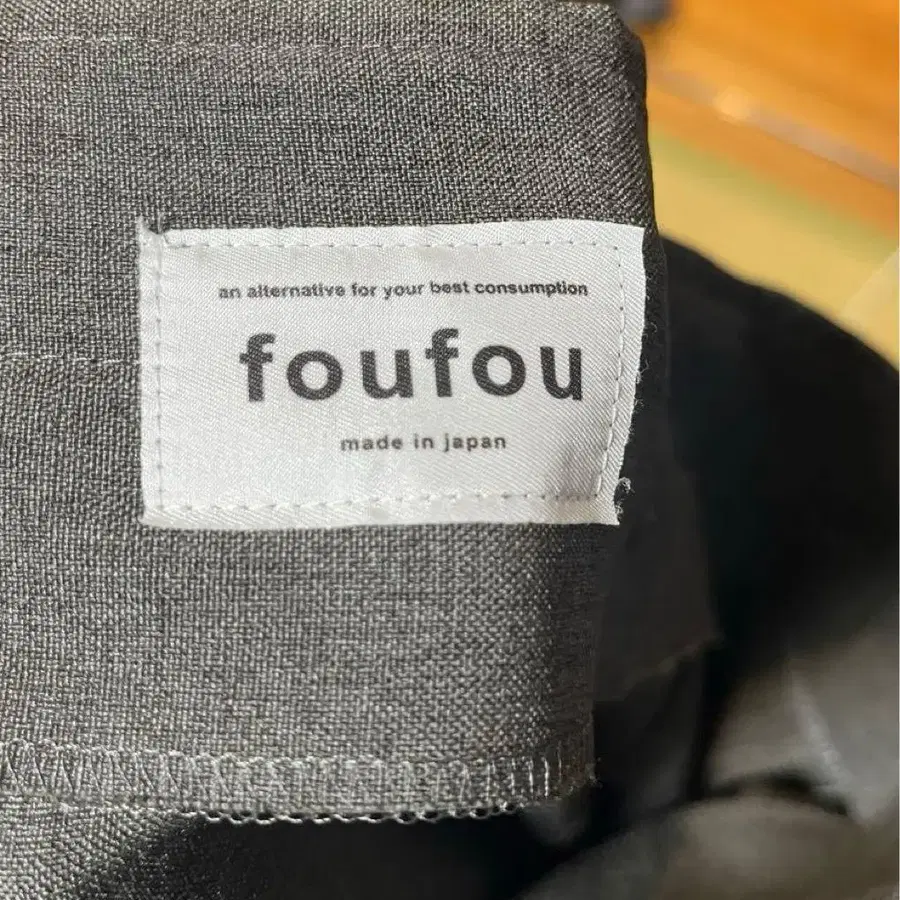 an alternative for your best consumption
foufou
made in japan